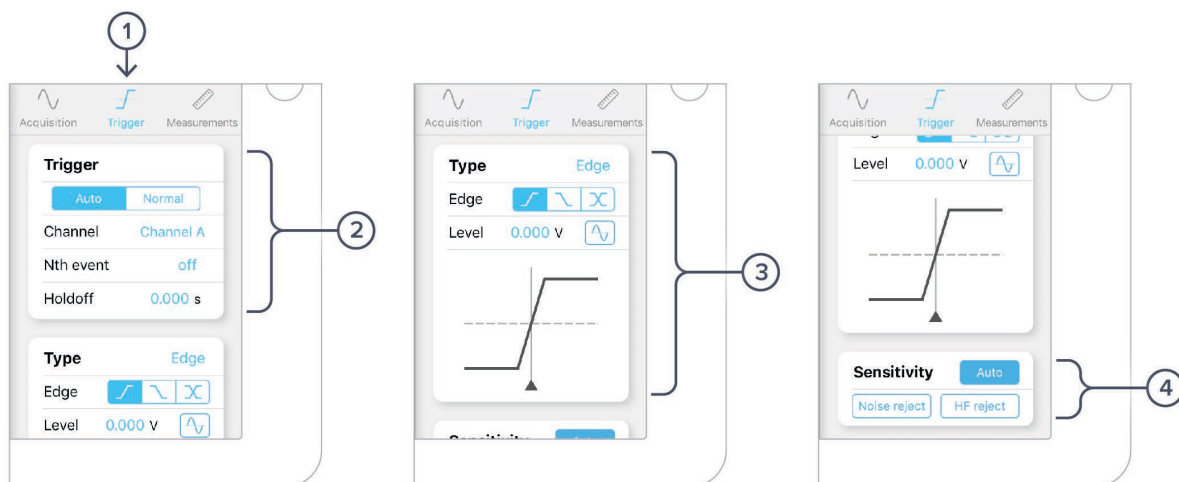 1
Acquisition Trigger Measurements
Trigger
Auto Normal
Channel Channel A
Nth event off
Holdoff 0.000 s
Type Edge
Edge
Level 0.000 V
2
Acquisition Trigger Measurements
Type Edge
Edge
Level 0.000 V
3
Acquisition Trigger Measurements
Level 0.000 V
Sensitivity Auto
Noise reject HF reject
4